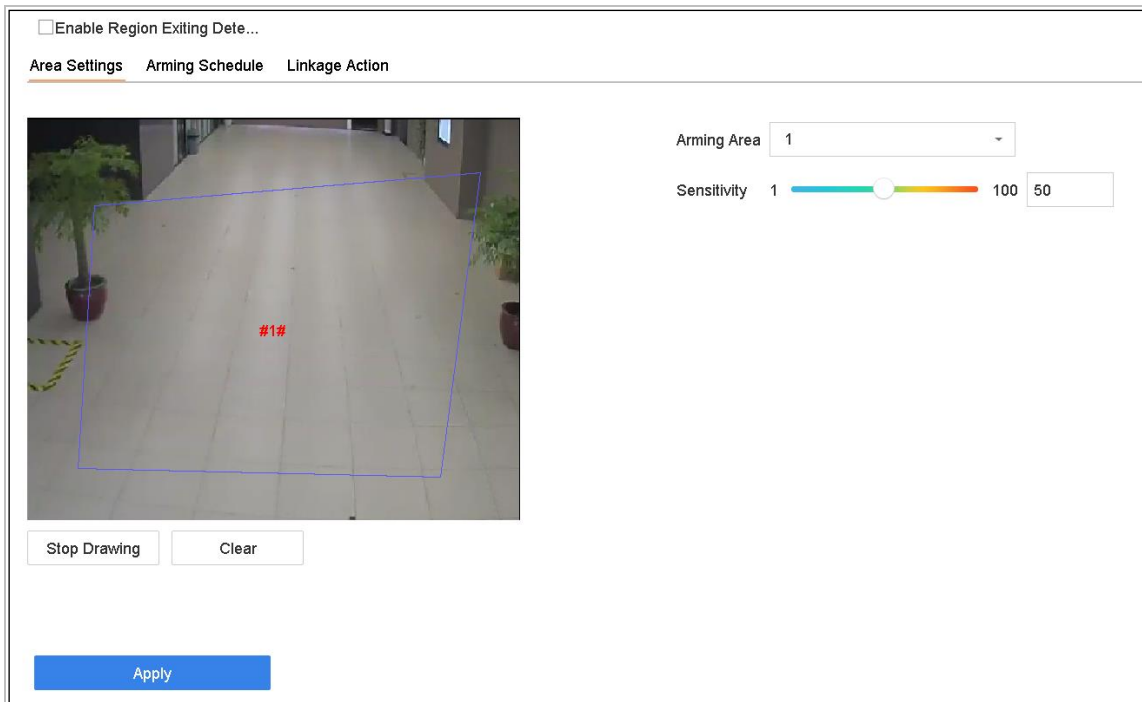 Enable Region Exiting Dete...
Area Settings Arming Schedule Linkage Action
Arming Area 1
Sensitivity 1 100 50
#1#
Stop Drawing Clear
Apply